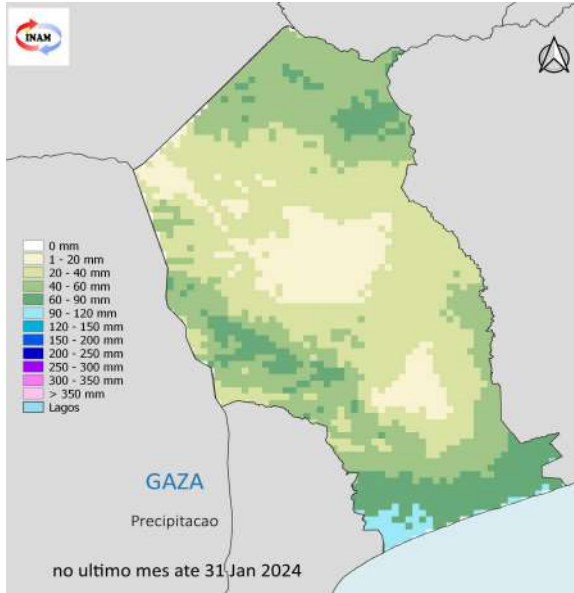 INAM
0 mm
1 - 20 mm
20 - 40 mm
40 - 60 mm
60 - 90 mm
90 - 120 mm
120 - 150 mm
150 - 200 mm
200 - 250 mm
250 - 300 mm
300 - 350 mm
> 350 mm
Lagos
GAZA
Precipitacao
no ultimo mes ate 31 Jan 2024